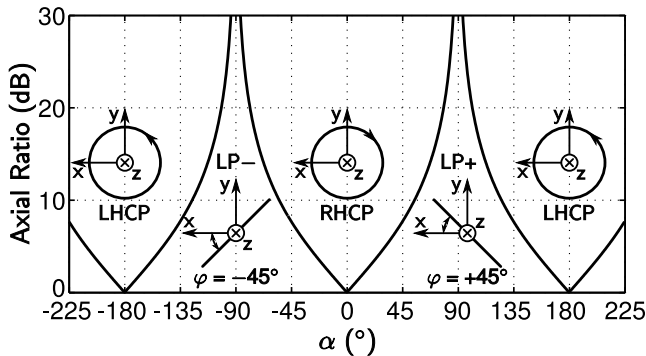 30
20
10
0
Axial Ratio (dB)
y
x
z
LHCP
LP−
y
x
z
φ = −45°
y
x
z
RHCP
LP+
y
x
z
φ = +45°
y
x
z
LHCP
-225 -180 -135 -90 -45 0 45 90 135 180 225
α (°)